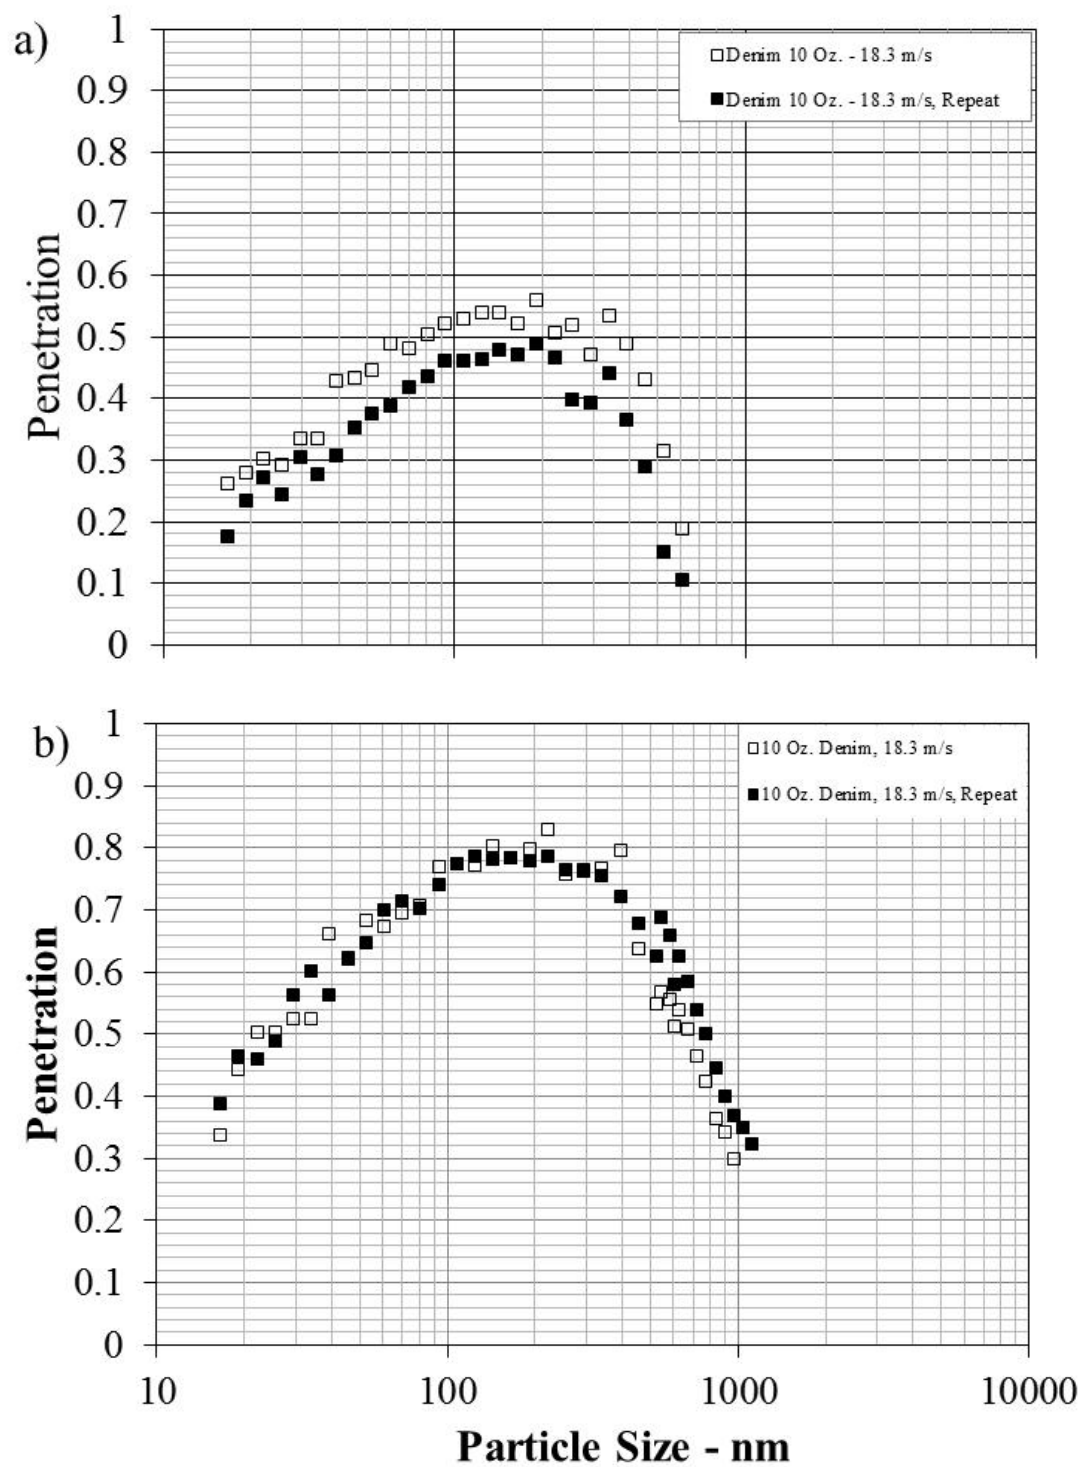 a)
1
0.9
0.8
0.7
0.6
0.5
0.4
0.3
0.2
0.1
0
Penetration
Denim 10 Oz. - 18.3 m/s
Denim 10 Oz. - 18.3 m/s, Repeat
b)
1
0.9
0.8
0.7
0.6
0.5
0.4
0.3
0.2
0.1
0
Penetration
10 Oz. Denim, 18.3 m/s
10 Oz. Denim, 18.3 m/s, Repeat
10 100 1000 10000
Particle Size - nm